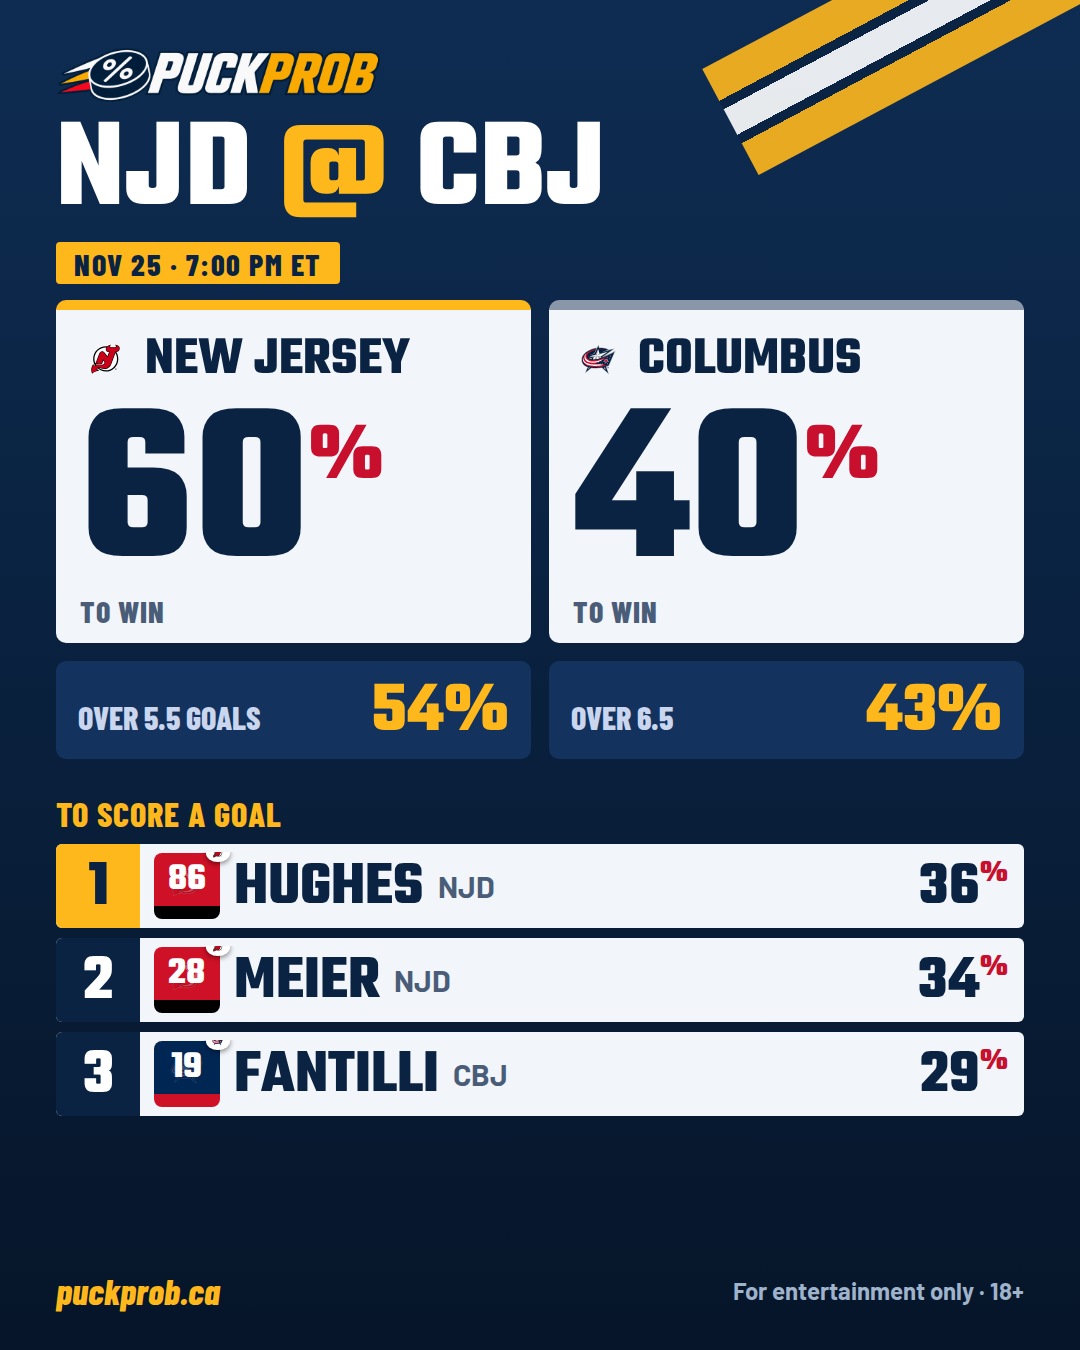 % PUCKPROB
NJD @ CBJ
NOV 25 · 7:00 PM ET
NEW JERSEY
60%
TO WIN
COLUMBUS
40%
TO WIN
OVER 5.5 GOALS 54%
OVER 6.5 43%
TO SCORE A GOAL
1 86 HUGHES NJD 36%
2 28 MEIER NJD 34%
3 19 FANTILLI CBJ 29%
puckprob.ca
For entertainment only · 18+